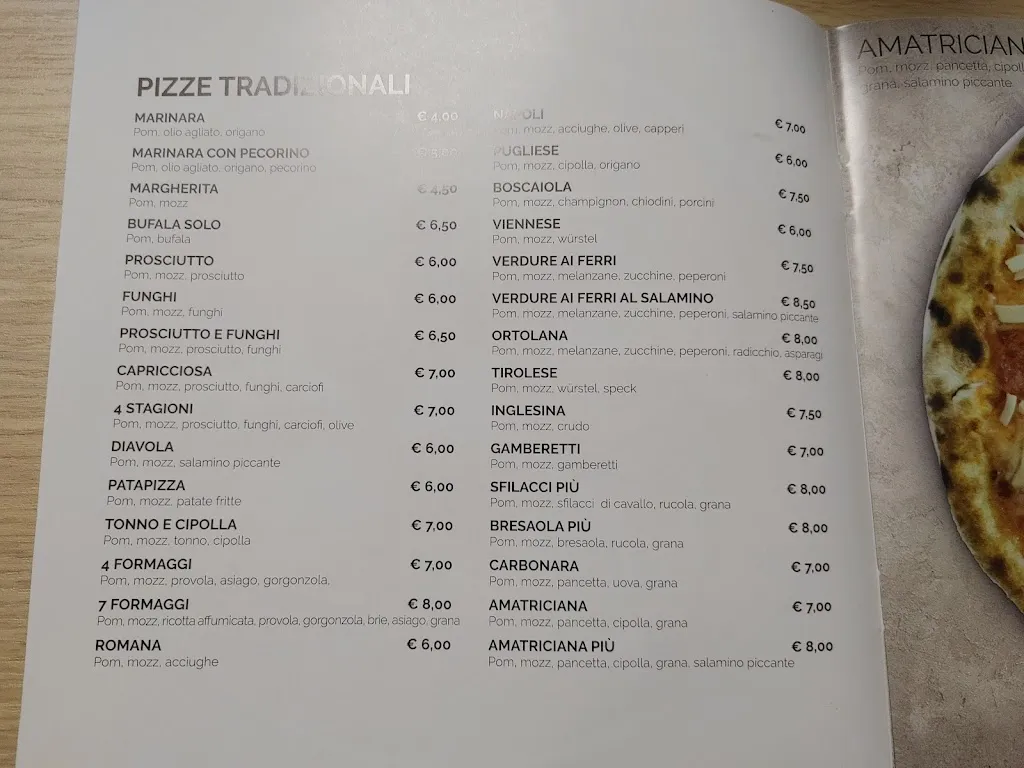 PIZZE TRADIZIONALI
MARINARA € 4,00
Pom, olio agliato, origano
MARINARA CON PECORINO € 5,00
Pom, olio agliato, origano, pecorino
MARGHERITA € 4,50
Pom, mozz
BUFALA SOLO € 6,50
Pom, bufala
PROSCIUTTO € 6,00
Pom, mozz, prosciutto
FUNGHI € 6,00
Pom, mozz, funghi
PROSCIUTTO E FUNGHI € 6,50
Pom, mozz, prosciutto, funghi
CAPRICCIOSA € 7,00
Pom, mozz, prosciutto, funghi, carciofi
4 STAGIONI € 7,00
Pom, mozz, prosciutto, funghi, carciofi, olive
DIAVOLA € 6,00
Pom, mozz, salamino piccante
PATAPIZZA € 6,00
Pom, mozz, patate fritte
TONNO E CIPOLLA € 7,00
Pom, mozz, tonno, cipolla
4 FORMAGGI € 7,00
Pom, mozz, provola, asiago, gorgonzola,
7 FORMAGGI € 8,00
Pom, mozz, ricotta affumicata, provola, gorgonzola, brie, asiago, grana
ROMANA € 6,00
Pom, mozz, acciughe
NAPOLI € 7,00
Pom, mozz, acciughe, olive, capperi
PUGLIESE € 6,00
Pom, mozz, cipolla, origano
BOSCAIOLA € 7,50
Pom, mozz, champignon, chiodini, porcini
VIENNESE € 6,00
Pom, mozz, würstel
VERDURE AI FERRI € 7,50
Pom, mozz, melanzane, zucchine, peperoni
VERDURE AI FERRI AL SALAMINO € 8,50
Pom, mozz, melanzane, zucchine, peperoni, salamino piccante
ORTOLANA € 8,00
Pom, mozz, melanzane, zucchine, peperoni, radicchio, asparagi
TIROLESE € 8,00
Pom, mozz, würstel, speck
INGLESINA € 7,50
Pom, mozz, crudo
GAMBERETTI € 7,00
Pom, mozz, gamberetti
SFILACCI PIÙ € 8,00
Pom, mozz, sfilacci di cavallo, rucola, grana
BRESAOLA PIÙ € 8,00
Pom, mozz, bresaola, rucola, grana
CARBONARA € 7,00
Pom, mozz, pancetta, uova, grana
AMATRICIANA € 7,00
Pom, mozz, pancetta, cipolla, grana
AMATRICIANA PIÙ € 8,00
Pom, mozz, pancetta, cipolla, grana, salamino piccante
AMATRICIAN
Pom, mozz, pancetta, cipoll
grana, salamino piccante